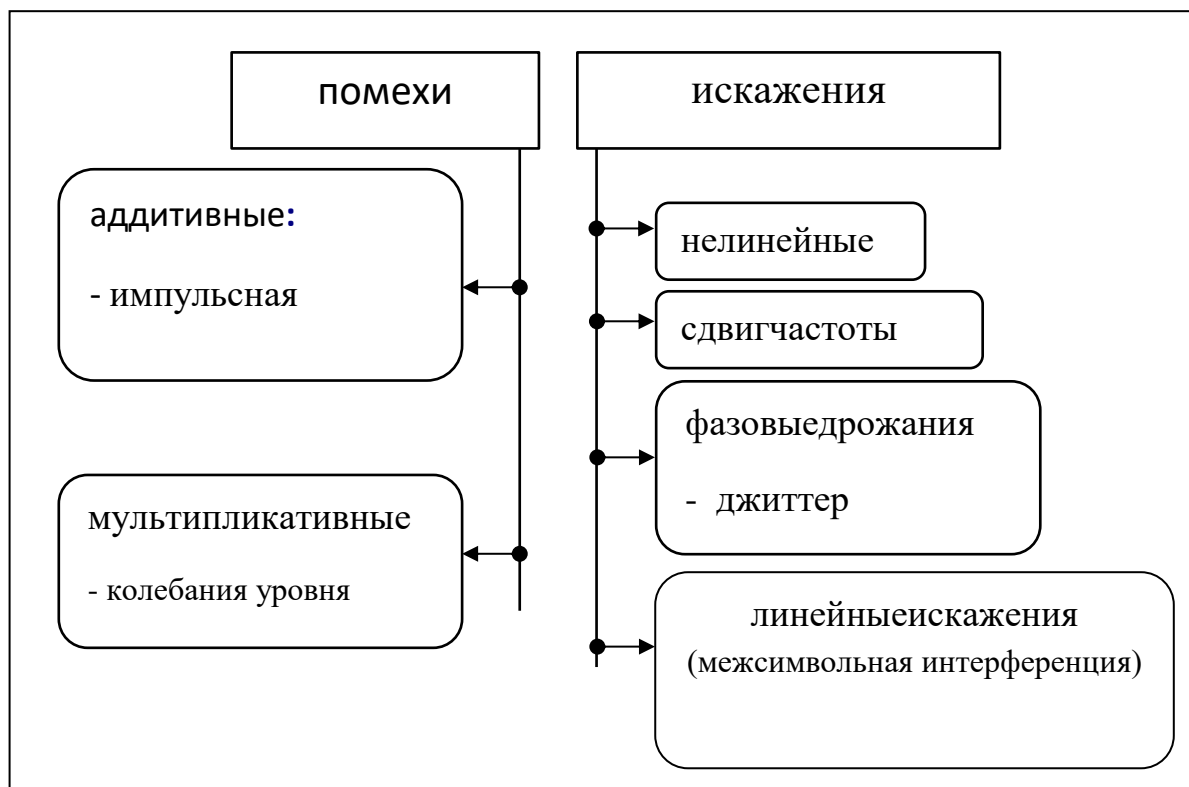 помехи
аддитивные:
- импульсная
мультипликативные
- колебания уровня
искажения
нелинейные
сдвигчастоты
фазовыедрожания
- джиттер
линейныеискажения
(межсимвольная интерференция)